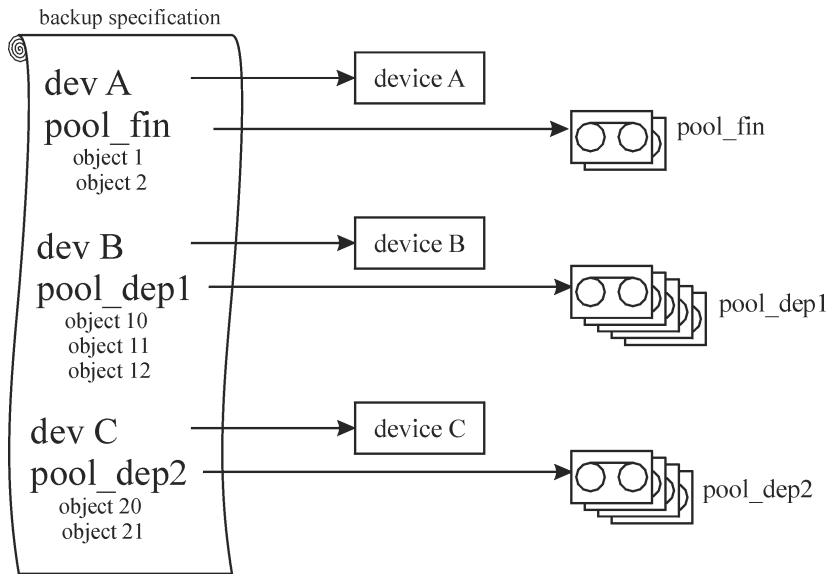 backup specification
dev A
device A
pool_fin
pool_fin
object 1
object 2
dev B
device B
pool_dep1
pool_dep1
object 10
object 11
object 12
dev C
device C
pool_dep2
pool_dep2
object 20
object 21